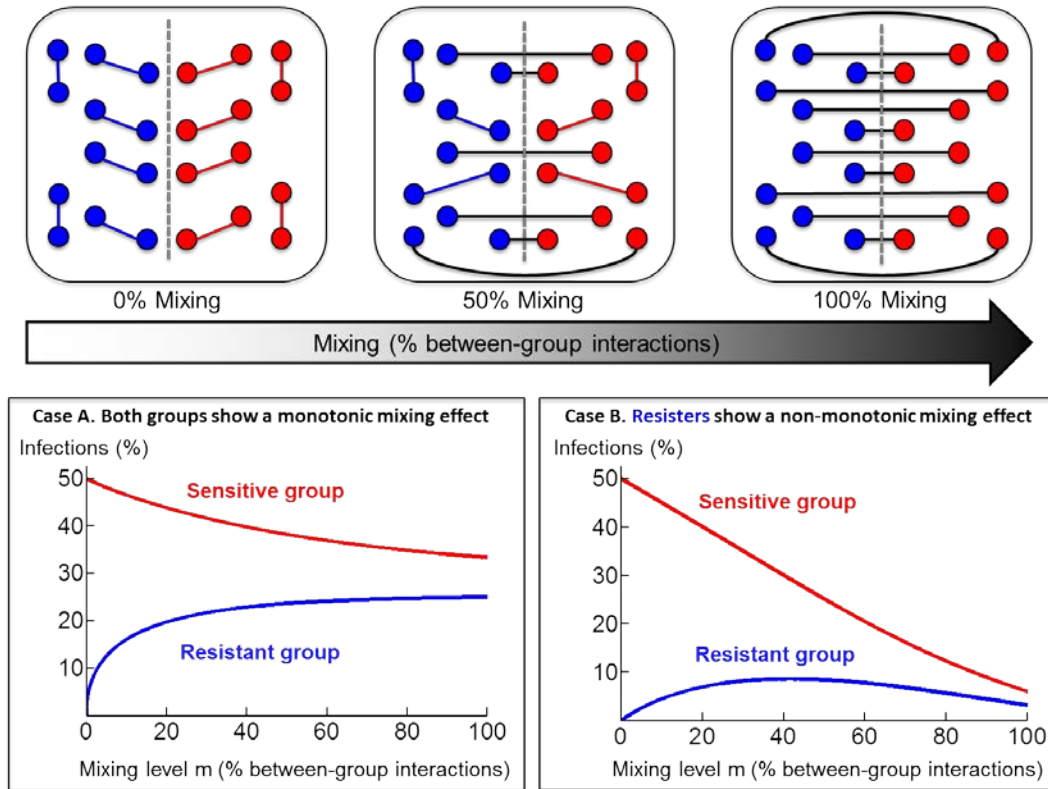 0% Mixing
50% Mixing
100% Mixing
Mixing (% between-group interactions)
Case A. Both groups show a monotonic mixing effect
Infections (%)
50
40
30
20
10
Sensitive group
Resistant group
0
20
40
60
80
100
Mixing level m (% between-group interactions)
Case B. Resisters show a non-monotonic mixing effect
Infections (%)
50
40
30
20
10
Sensitive group
Resistant group
0
20
40
60
80
100
Mixing level m (% between-group interactions)